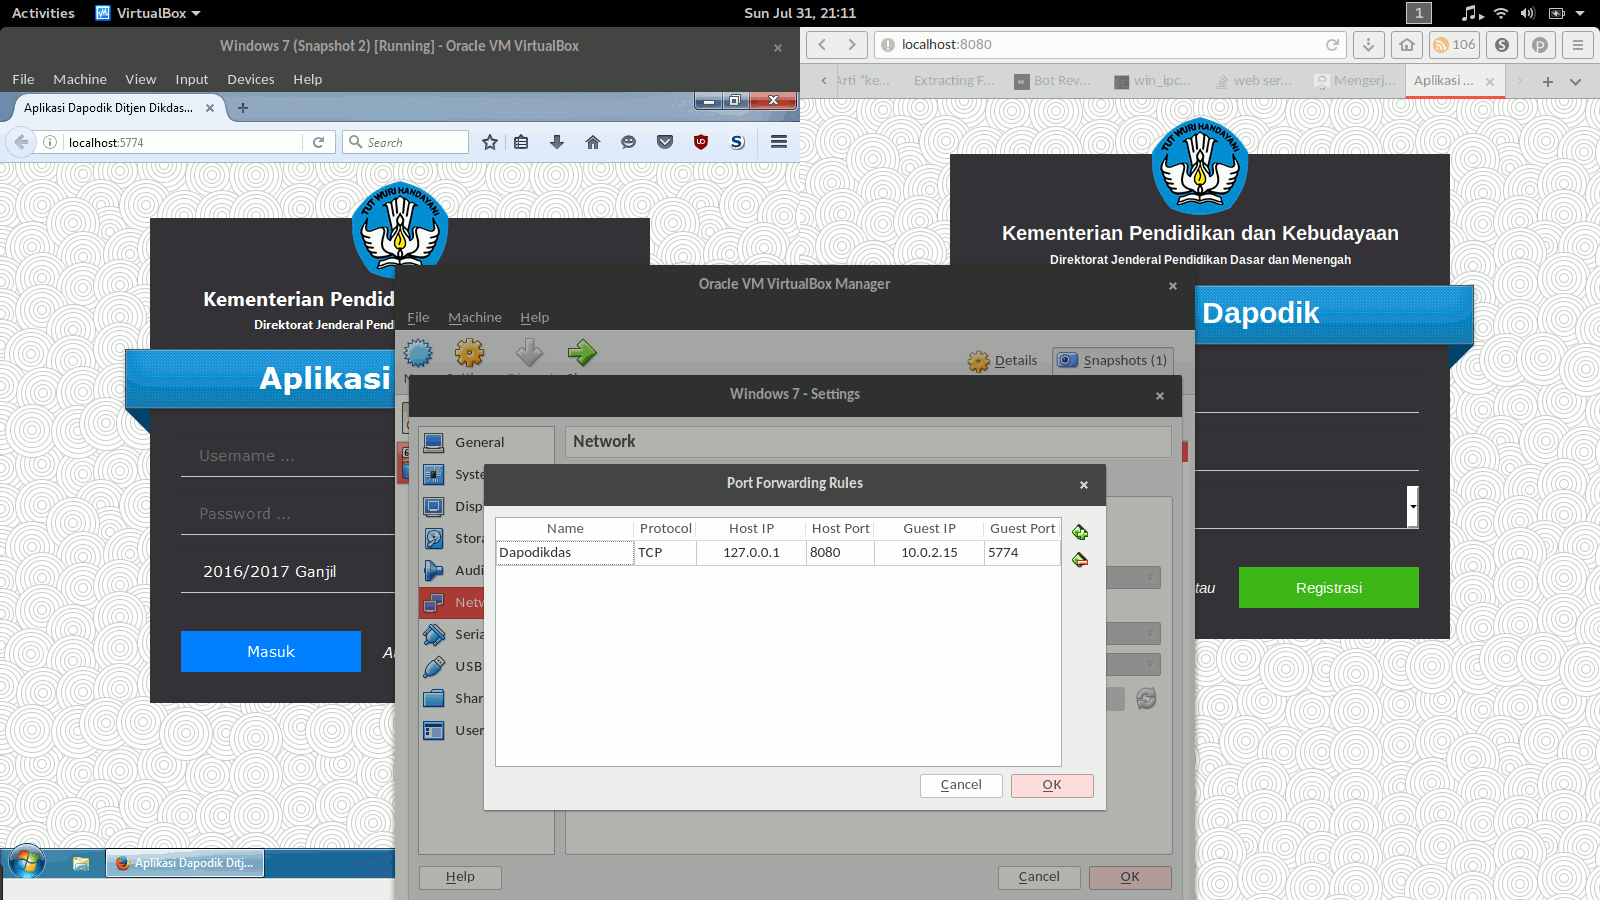 Activities
VirtualBox
Sun Jul 31, 21:11
1
Windows 7 (Snapshot 2) [Running] - Oracle VM VirtualBox
File Machine View Input Devices Help
Aplikasi Dapodik Ditjen Dikdas...
localhost:5774
Search
S
TUT WURI HANDAYANI
Kementerian Pendid
Direktorat Jenderal Pend
Aplikasi
Username ...
Password ...
2016/2017 Ganjil
Masuk
Aplikasi Dapodik Ditj...
localhost:8080
106
S
P
Arti "ke...
Extracting F...
Bot Rev...
win_ipc...
web ser...
Mengerj...
Aplikasi ...
TUT WURI HANDAYANI
Kementerian Pendidikan dan Kebudayaan
Direktorat Jenderal Pendidikan Dasar dan Menengah
Dapodik
tau
Registrasi
Oracle VM VirtualBox Manager
File Machine Help
Details
Snapshots (1)
Windows 7 - Settings
General
Syste
Disp
Stora
Audi
Netw
Seria
USB
Shar
User
Network
Port Forwarding Rules
Name Protocol Host IP Host Port Guest IP Guest Port
Dapodikdas TCP 127.0.0.1 8080 10.0.2.15 5774
Cancel
OK
Help
Cancel
OK